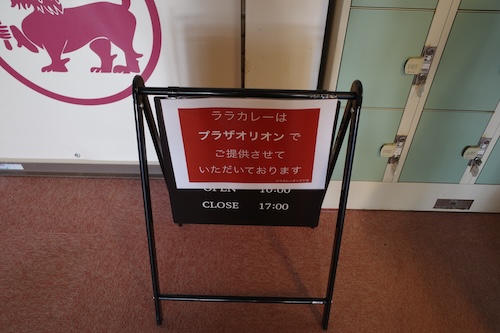 ララカレーは
プラザオリオン で
ご提供させて
いただいております
OPEN 10:00
CLOSE 17:00